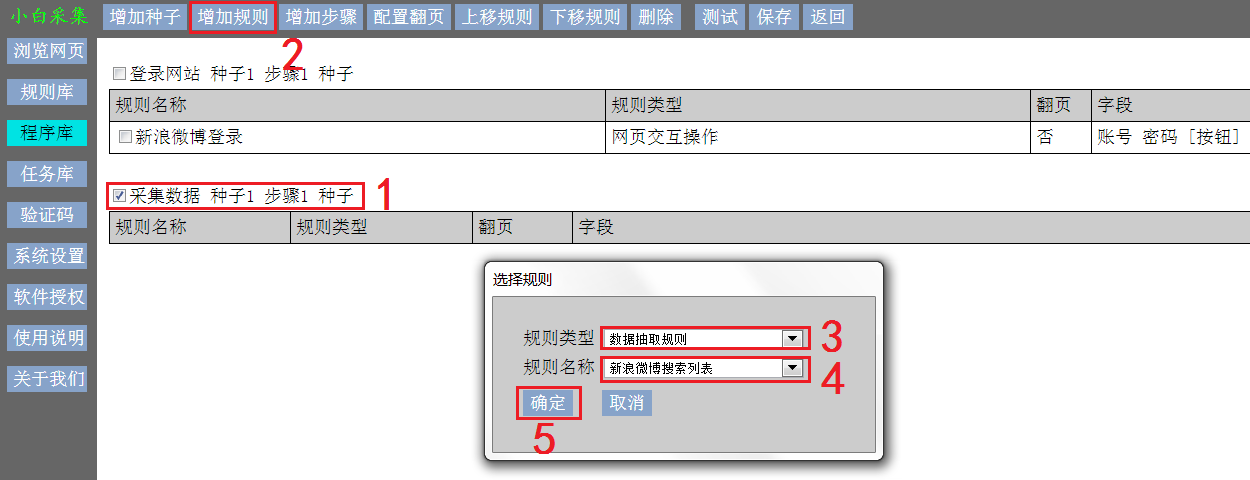 小白采集 增加种子 增加规则 增加步骤 配置翻页 上移规则 下移规则 删除 测试 保存 返回
浏览网页
规则库
程序库
任务库
验证码
系统设置
软件授权
使用说明
关于我们
2
登录网站 种子1 步骤1 种子
规则名称 规则类型 翻页 字段
新浪微博登录 网页交互操作 否 账号 密码 [按钮]
采集数据 种子1 步骤1 种子 1
规则名称 规则类型 翻页 字段
选择规则
规则类型 数据抽取规则 3
规则名称 新浪微博搜索列表 4
确定 取消
5